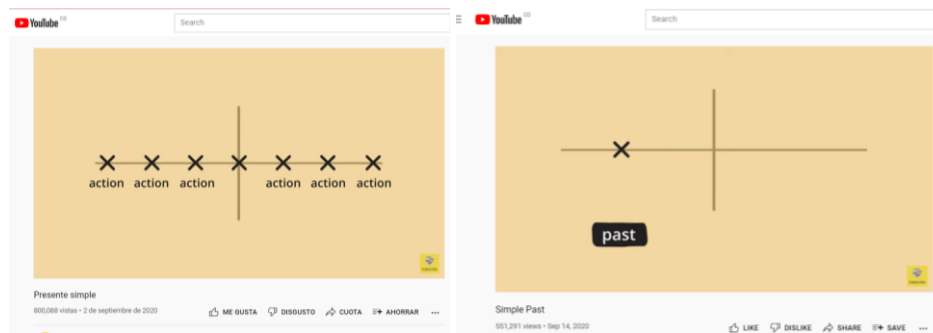 YouTube CO
Search
action action action action action action
Presente simple
800,088 vistas • 2 de septiembre de 2020
ME GUSTA DISGUSTO CUOTA AHORRAR ...
YouTube CO
Search
past
Simple Past
551,291 views • Sep 14, 2020
LIKE DISLIKE SHARE SAVE ...